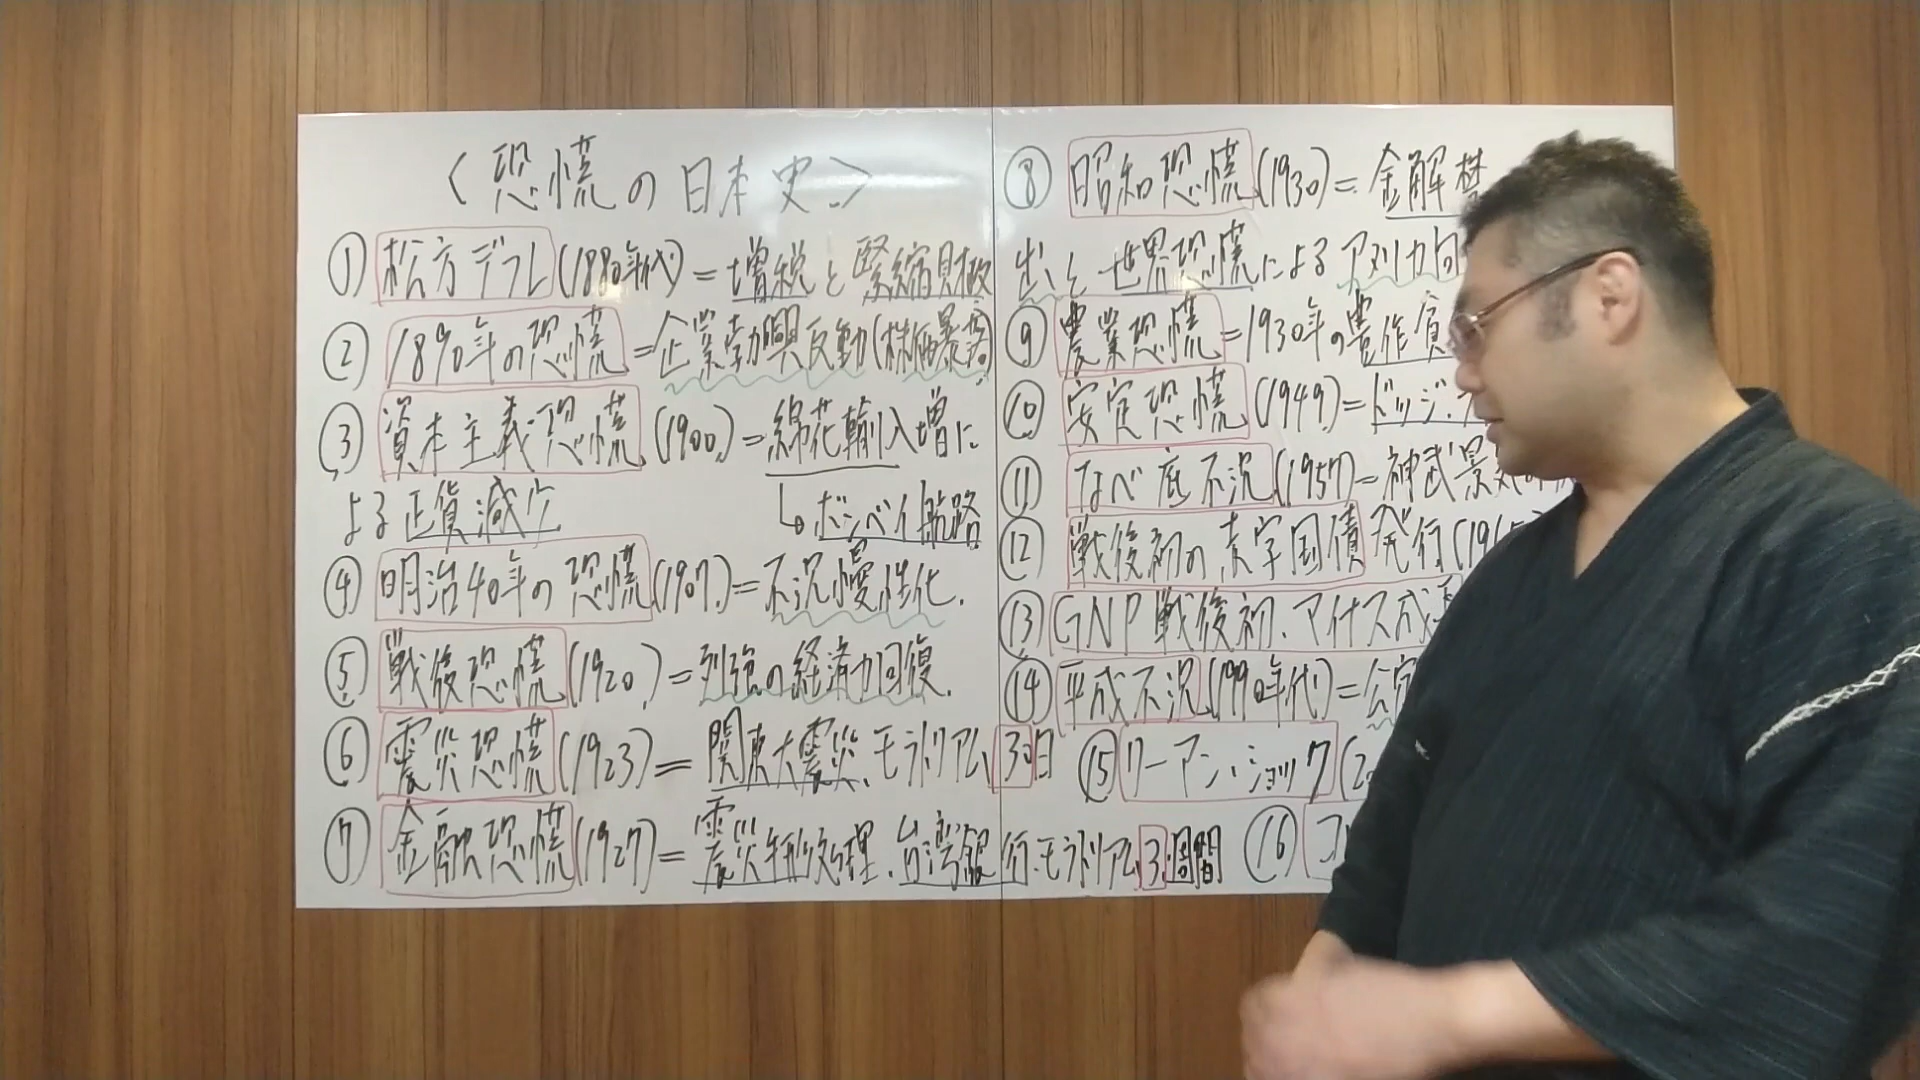 〈恐慌の日本史〉
①松方デフレ(1880年代)=増税と緊縮財政
②1890年の恐慌=企業勃興反動(株価暴落)
③資本主義恐慌(1900)=綿花輸入増に
よる正貨減少 ↳ボンベイ航路
④明治40年の恐慌(1907)=不況慢性化.
⑤戦後恐慌(1920)=列強の経済力回復.
⑥震災恐慌(1923)=関東大震災、モラトリアム30日
⑦金融恐慌(1927)=震災手形処理、台湾銀行.モラトリアム3週間
⑧昭和恐慌(1930)=金解禁
出)と世界恐慌によるアメリカ向
⑨農業恐慌=1930年の豊作貧
⑩安定恐慌(1949)=ドッジ・
⑪なべ底不況(1957)=神武景気
⑫戦後初の赤字国債発行(19
⑬GNP戦後初、マイナス成
⑭平成不況(1990年代)=公定
⑮リーマン・ショック(2
⑯コ